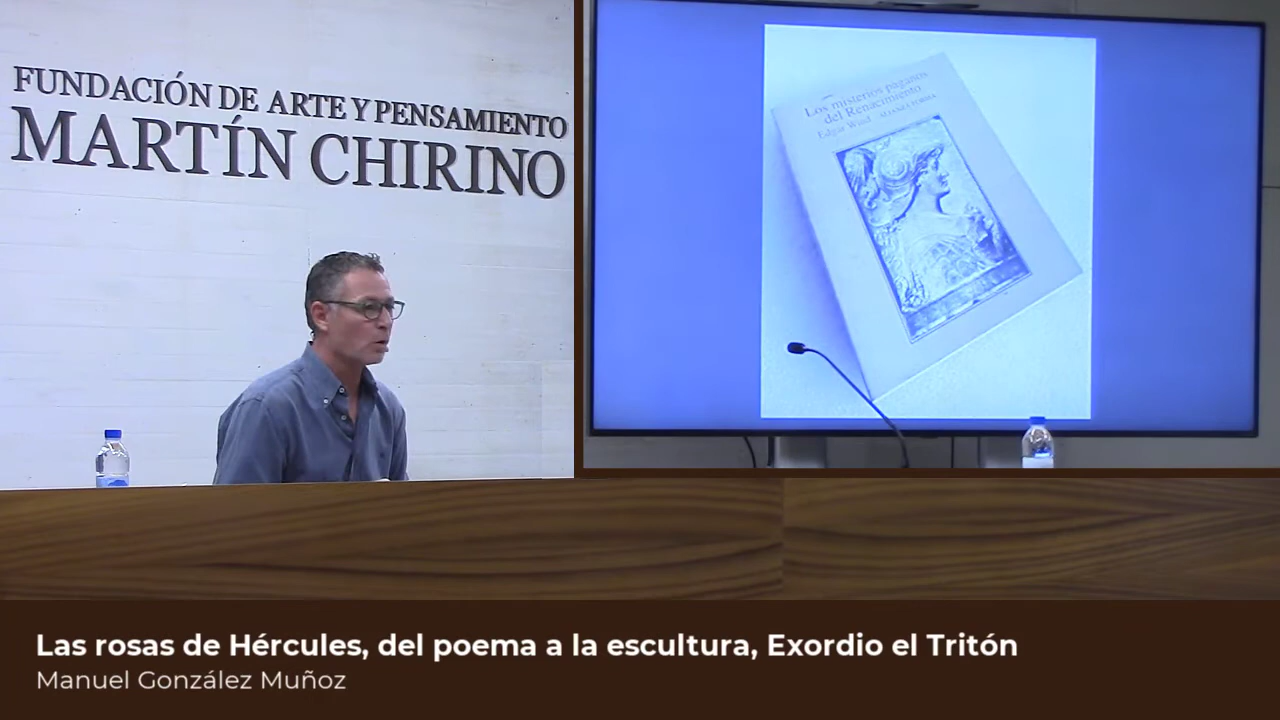 FUNDACIÓN DE ARTE Y PENSAMIENTO
MARTÍN CHIRINO
Los misterios paganos
del Renacimiento
Edgar Wind
Las rosas de Hércules, del poema a la escultura, Exordio el Tritón
Manuel González Muñoz